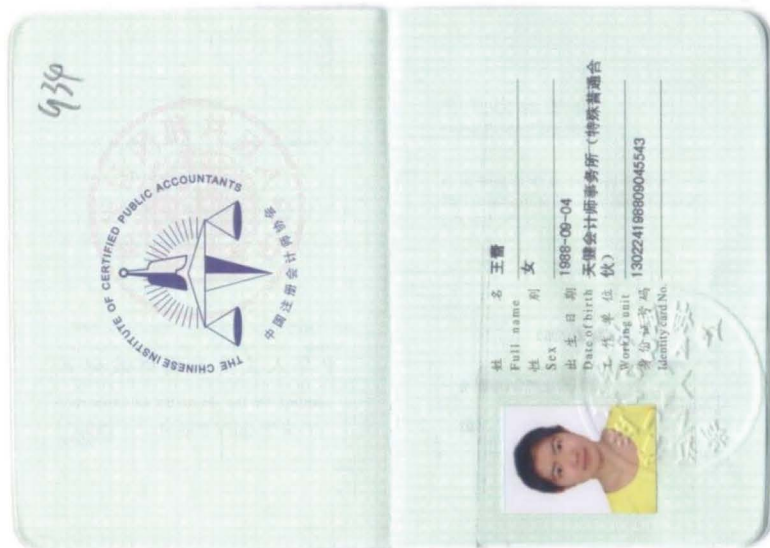 THE CHINESE INSTITUTE OF CERTIFIED PUBLIC ACCOUNTANTS
中国注册会计师协会
姓 名 王蕾
Full name
性 别 女
Sex
出 生 日 期 1988-09-04
Date of birth
工 作 单 位 天健会计师事务所（特殊普通合
伙）
Working unit
身 份 证 号 码 130224198809045543
Identity card No.